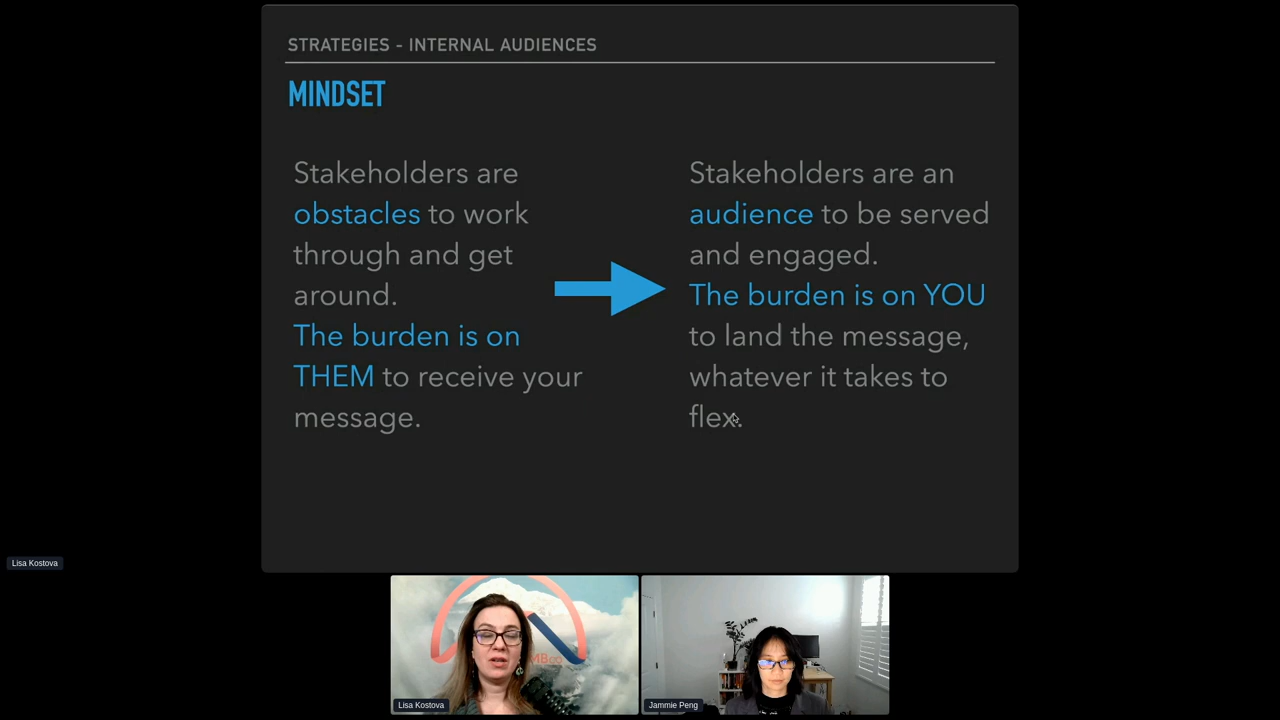 STRATEGIES - INTERNAL AUDIENCES
MINDSET
Stakeholders are
obstacles to work
through and get
around.
The burden is on
THEM to receive your
message.
Stakeholders are an
audience to be served
and engaged.
The burden is on YOU
to land the message,
whatever it takes to
flex.
Lisa Kostova
Lisa Kostova
Jammie Peng